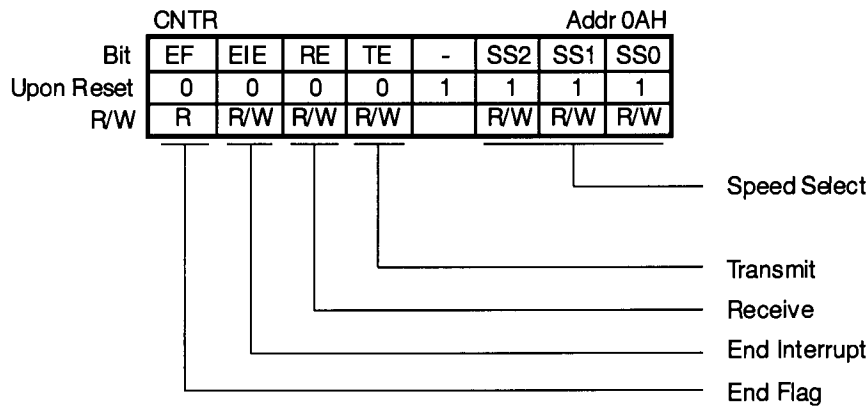 CNTR Addr 0AH
Bit EF EIE RE TE - SS2 SS1 SS0
Upon Reset 0 0 0 0 1 1 1 1
R/W R R/W R/W R/W R/W R/W R/W
Speed Select
Transmit
Receive
End Interrupt
End Flag